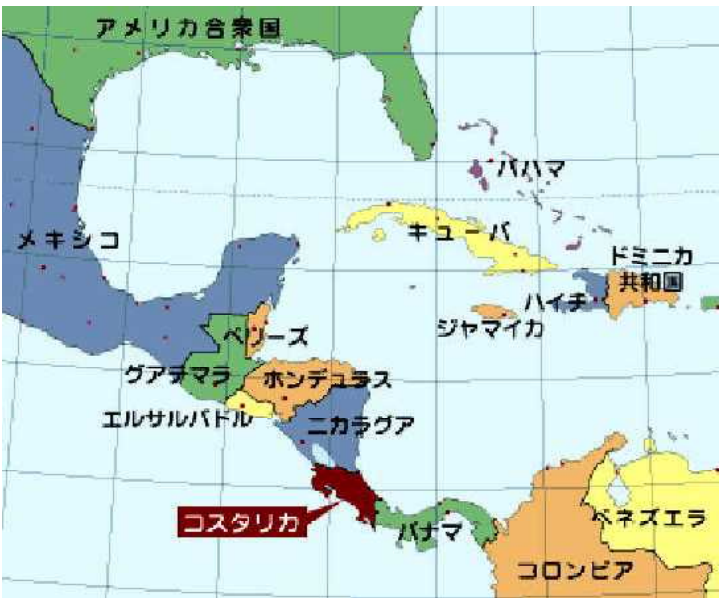 アメリカ合衆国
バハマ
メキシコ
キューバ
ドミニカ
共和国
ハイチ
ジャマイカ
ベリーズ
グアテマラ
ホンデュラス
エルサルバドル
ニカラグア
コスタリカ
パナマ
ベネズエラ
コロンビア